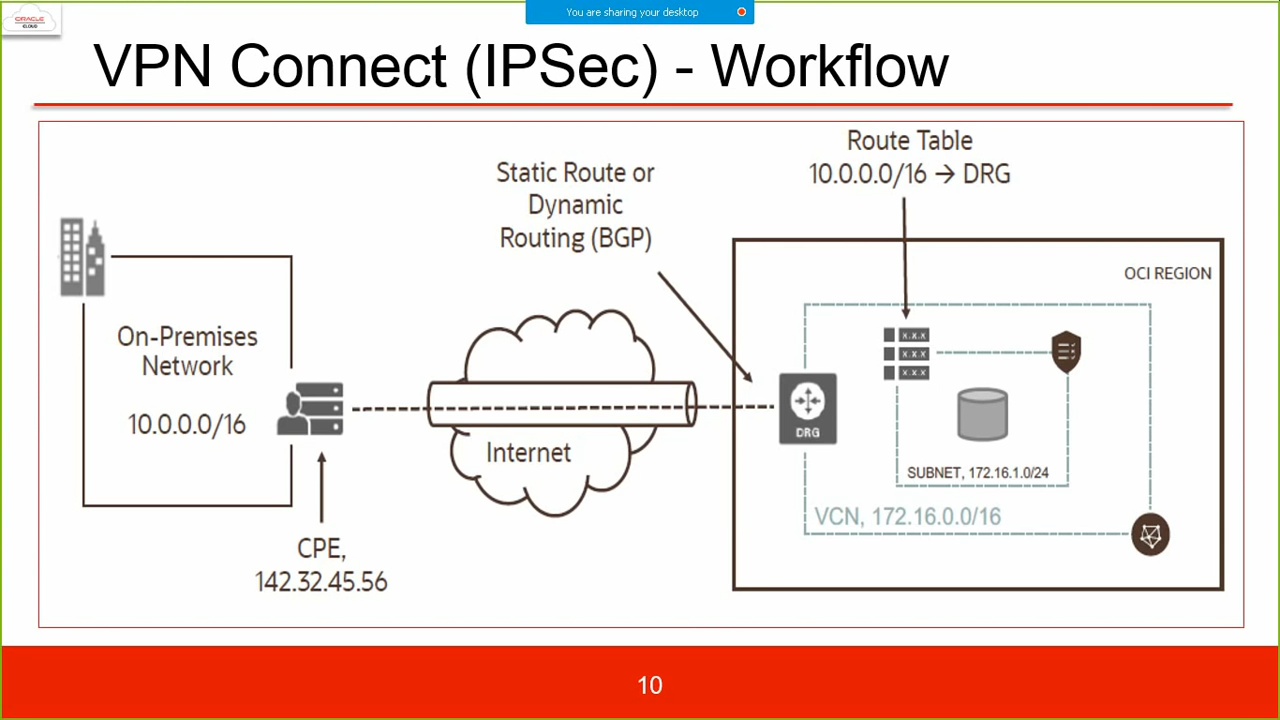 You are sharing your desktop
ORACLE
CLOUD
VPN Connect (IPSec) - Workflow
Route Table
10.0.0.0/16 → DRG
Static Route or
Dynamic
Routing (BGP)
OCI REGION
On-Premises
Network
10.0.0.0/16
x.x.x
x.x.x
x.x.x
DRG
Internet
SUBNET, 172.16.1.0/24
VCN, 172.16.0.0/16
CPE,
142.32.45.56
10